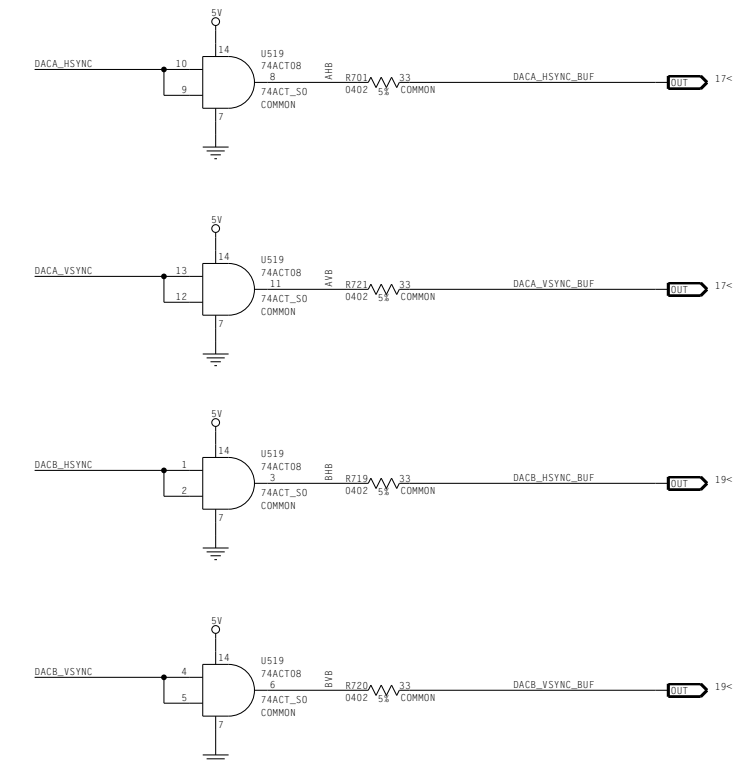 5V
14
U519
74ACT08
DACA_HSYNC 10 8 AHB R701 33 DACA_HSYNC_BUF OUT 17<
9 74ACT_SO 0402 5% COMMON
COMMON
7
5V
14
U519
74ACT08
DACA_VSYNC 13 11 AVB R721 33 DACA_VSYNC_BUF OUT 17<
12 74ACT_SO 0402 5% COMMON
COMMON
7
5V
14
U519
74ACT08
DACB_HSYNC 1 3 BHB R719 33 DACB_HSYNC_BUF OUT 19<
2 74ACT_SO 0402 5% COMMON
COMMON
7
5V
14
U519
74ACT08
DACB_VSYNC 4 6 BVB R720 33 DACB_VSYNC_BUF OUT 19<
5 74ACT_SO 0402 5% COMMON
COMMON
7